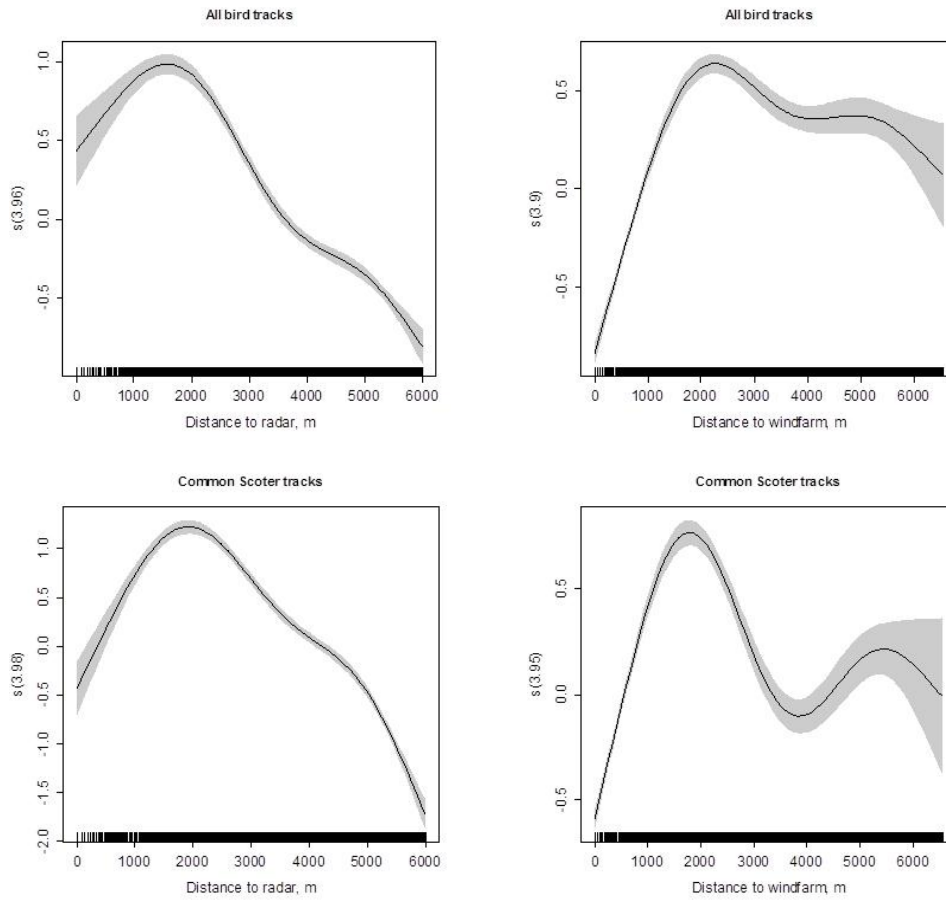 All bird tracks
s(3.96)
1.0
0.5
0.0
-0.5
0 1000 2000 3000 4000 5000 6000
Distance to radar, m
All bird tracks
s(3.9)
0.5
0.0
-0.5
0 1000 2000 3000 4000 5000 6000
Distance to windfarm, m
Common Scoter tracks
s(3.98)
1.0
0.5
0.0
-0.5
-1.0
-1.5
-2.0
0 1000 2000 3000 4000 5000 6000
Distance to radar, m
Common Scoter tracks
s(3.95)
0.5
0.0
-0.5
0 1000 2000 3000 4000 5000 6000
Distance to windfarm, m